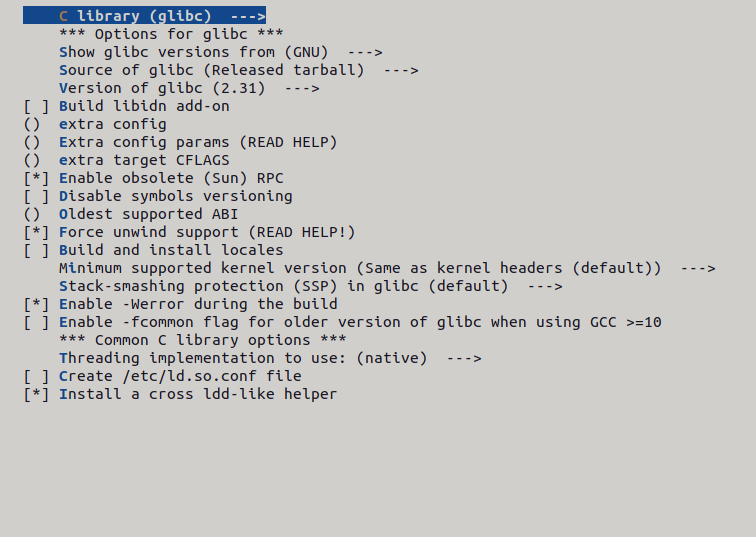 C library (glibc)  --->
*** Options for glibc ***
Show glibc versions from (GNU)  --->
Source of glibc (Released tarball)  --->
Version of glibc (2.31)  --->
[ ] Build libidn add-on
()  extra config
()  Extra config params (READ HELP)
()  extra target CFLAGS
[*] Enable obsolete (Sun) RPC
[ ] Disable symbols versioning
()  Oldest supported ABI
[*] Force unwind support (READ HELP!)
[ ] Build and install locales
Minimum supported kernel version (Same as kernel headers (default))  --->
Stack-smashing protection (SSP) in glibc (default)  --->
[*] Enable -Werror during the build
[ ] Enable -fcommon flag for older version of glibc when using GCC >=10
*** Common C library options ***
Threading implementation to use: (native)  --->
[ ] Create /etc/ld.so.conf file
[*] Install a cross ldd-like helper